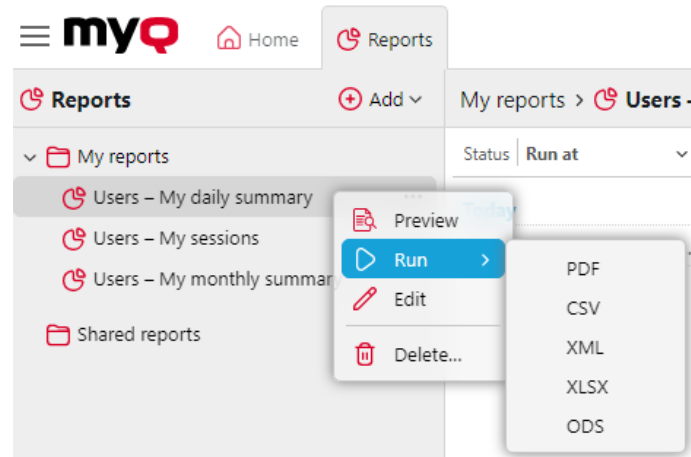 myQ Home Reports
Reports Add My reports > Users -
My reports Status Run at
Users – My daily summary ... Today
Preview
Users – My sessions Run PDF
Users – My monthly summary Edit CSV
Shared reports Delete... XML
XLSX
ODS